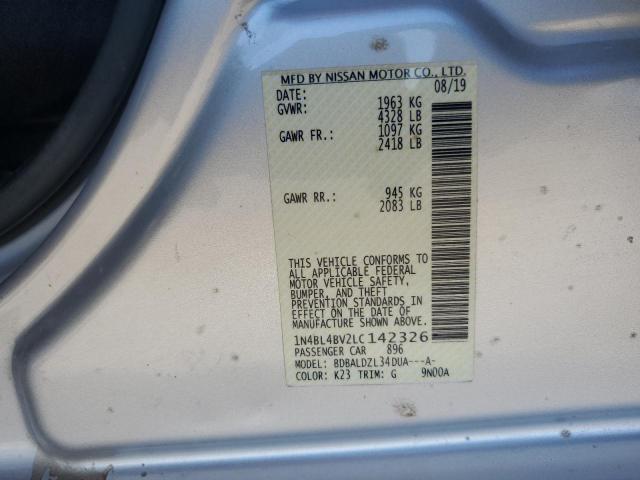 MFD BY NISSAN MOTOR CO., LTD.
DATE: 08/19
GVWR: 1963 KG
4328 LB
GAWR FR.: 1097 KG
2418 LB
GAWR RR.: 945 KG
2083 LB
THIS VEHICLE CONFORMS TO
ALL APPLICABLE FEDERAL
MOTOR VEHICLE SAFETY,
BUMPER, AND THEFT
PREVENTION STANDARDS IN
EFFECT ON THE DATE OF
MANUFACTURE SHOWN ABOVE.
1N4BL4BV2LC142326
PASSENGER CAR 896
MODEL: BDBALDZL34DUA---A-
COLOR: K23 TRIM: G 9N00A